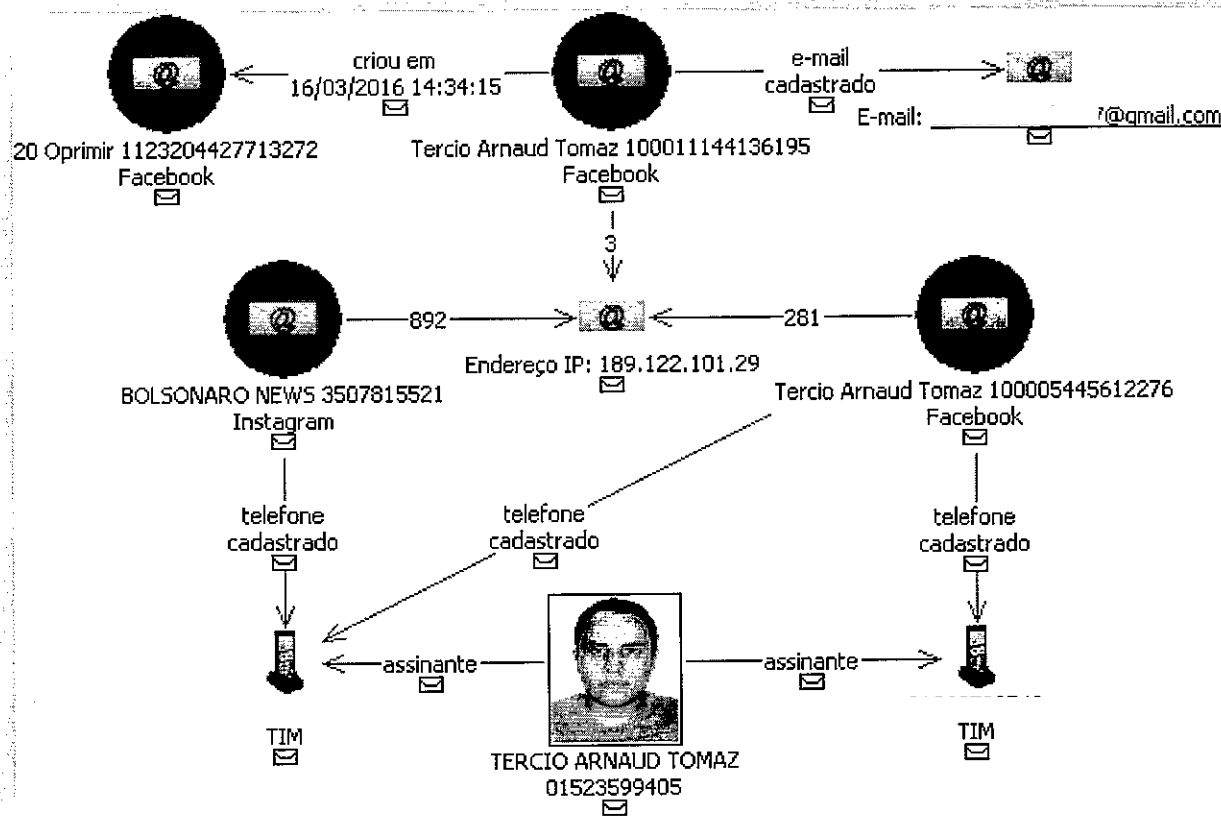 criou em
16/03/2016 14:34:15
e-mail
cadastrado
E-mail: @gmail.com
20 Oprimir 1123204427713272
Facebook
Tercio Arnaud Tomaz 100011144136195
Facebook
3
892
281
Endereço IP: 189.122.101.29
BOLSONARO NEWS 3507815521
Instagram
Tercio Arnaud Tomaz 100005445612276
Facebook
telefone
cadastrado
telefone
cadastrado
telefone
cadastrado
assinante
assinante
TIM
TERCIO ARNAUD TOMAZ
01523599405
TIM